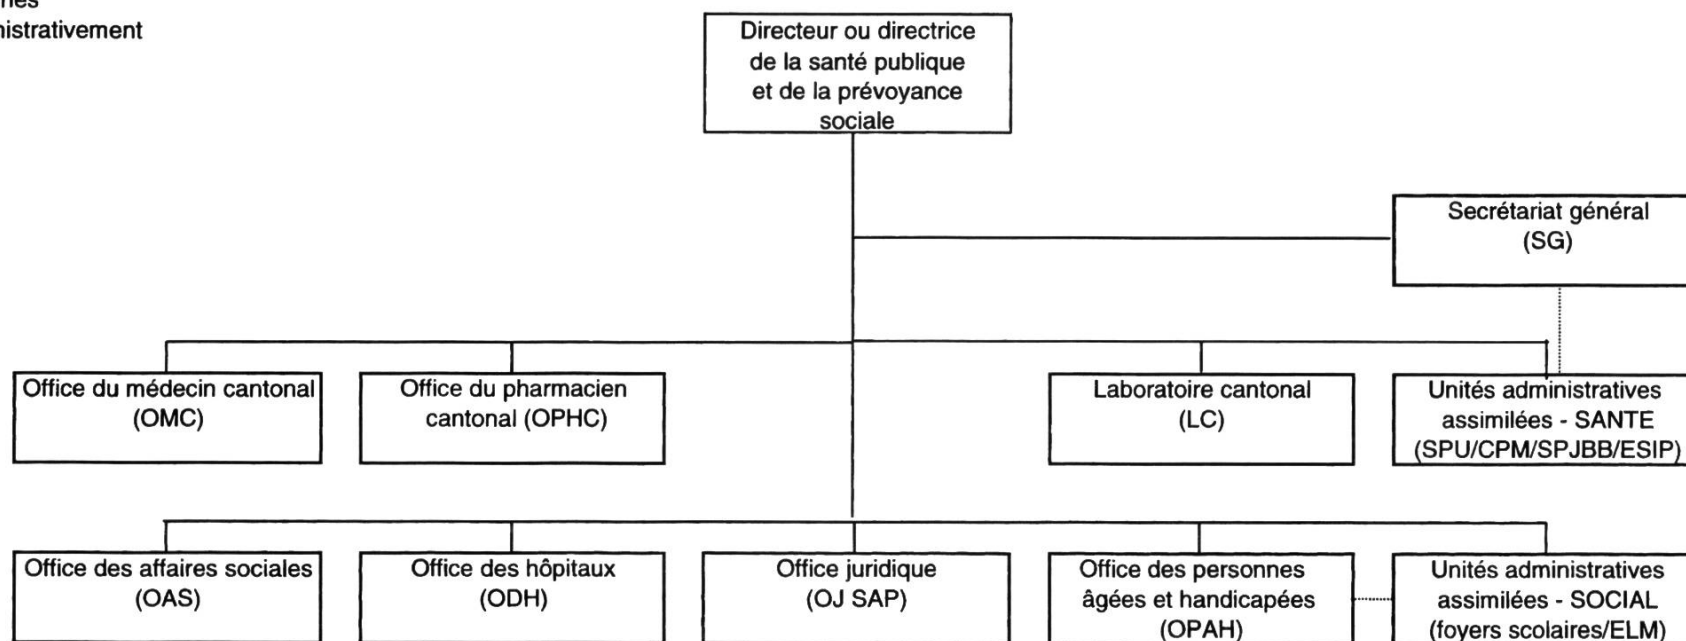 nistrativement
Directeur ou directrice
de la santé publique
et de la prévoyance
sociale
Secrétariat général
(SG)
Office du médecin cantonal
(OMC)
Office du pharmacien
cantonal (OPHC)
Laboratoire cantonal
(LC)
Unités administratives
assimilées - SANTE
(SPU/CPM/SPJBB/ESIP)
Office des affaires sociales
(OAS)
Office des hôpitaux
(ODH)
Office juridique
(OJ SAP)
Office des personnes
âgées et handicapées
(OPAH)
Unités administratives
assimilées - SOCIAL
(foyers scolaires/ELM)